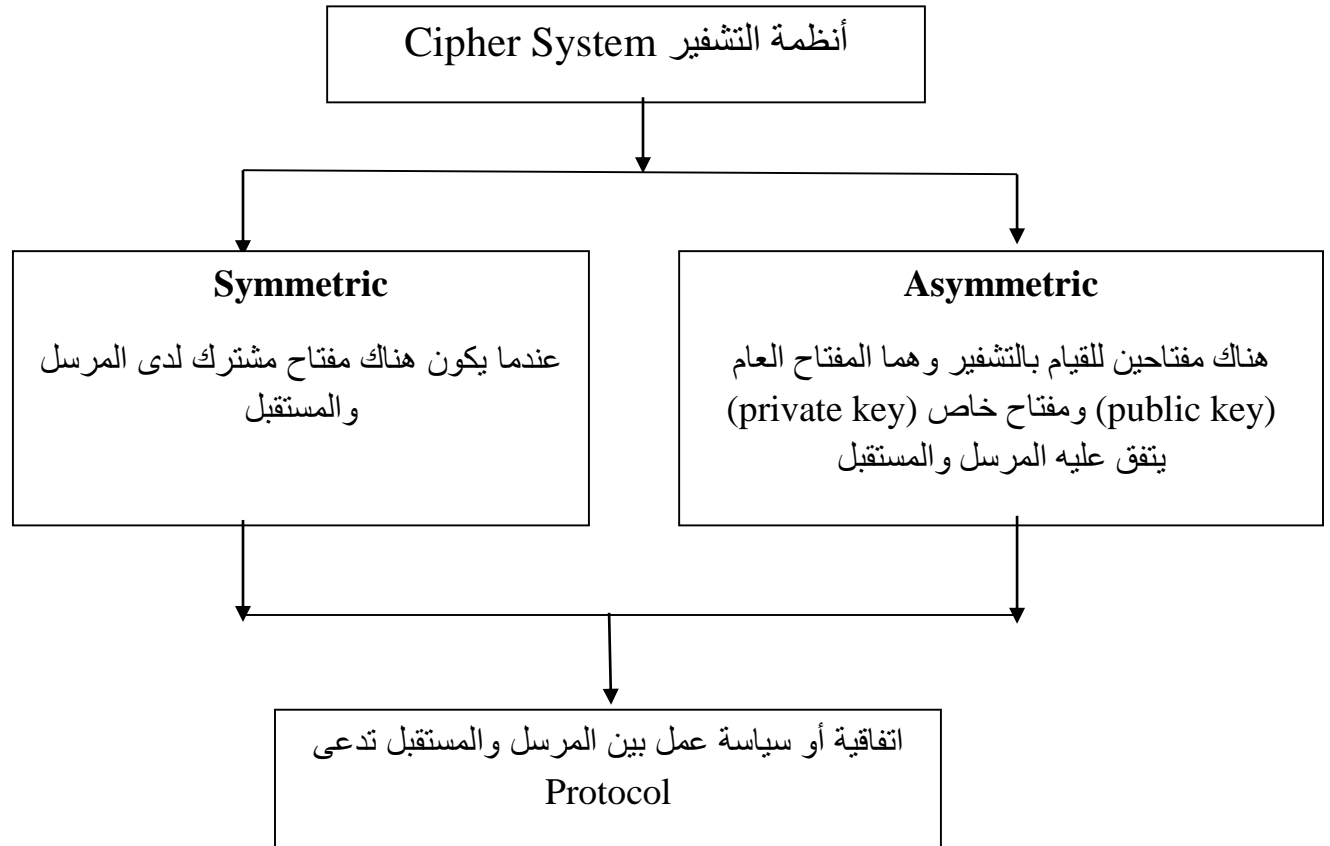 أنظمة التشفير Cipher System
Symmetric
عندما يكون هناك مفتاح مشترك لدى المرسل
والمستقبل
Asymmetric
هناك مفتاحين للقيام بالتشفير وهما المفتاح العام
(public key) ومفتاح خاص (private key)
يتفق عليه المرسل والمستقبل
اتفاقية أو سياسة عمل بين المرسل والمستقبل تدعى
Protocol